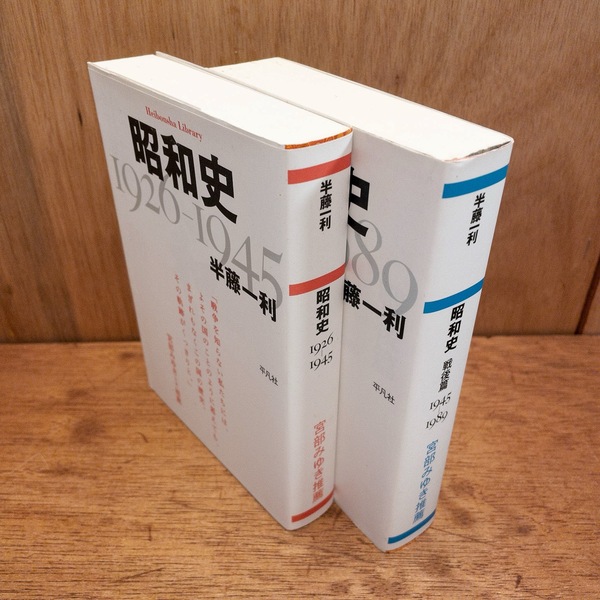 Heibonsha Library
昭和史
1926-1945
半藤一利
平凡社
半藤一利
昭和史
1926
1945
宮部みゆき推薦
史
89
藤一利
平凡社
半藤一利
昭和史 戦後篇
1945
1989
宮部みゆき推薦